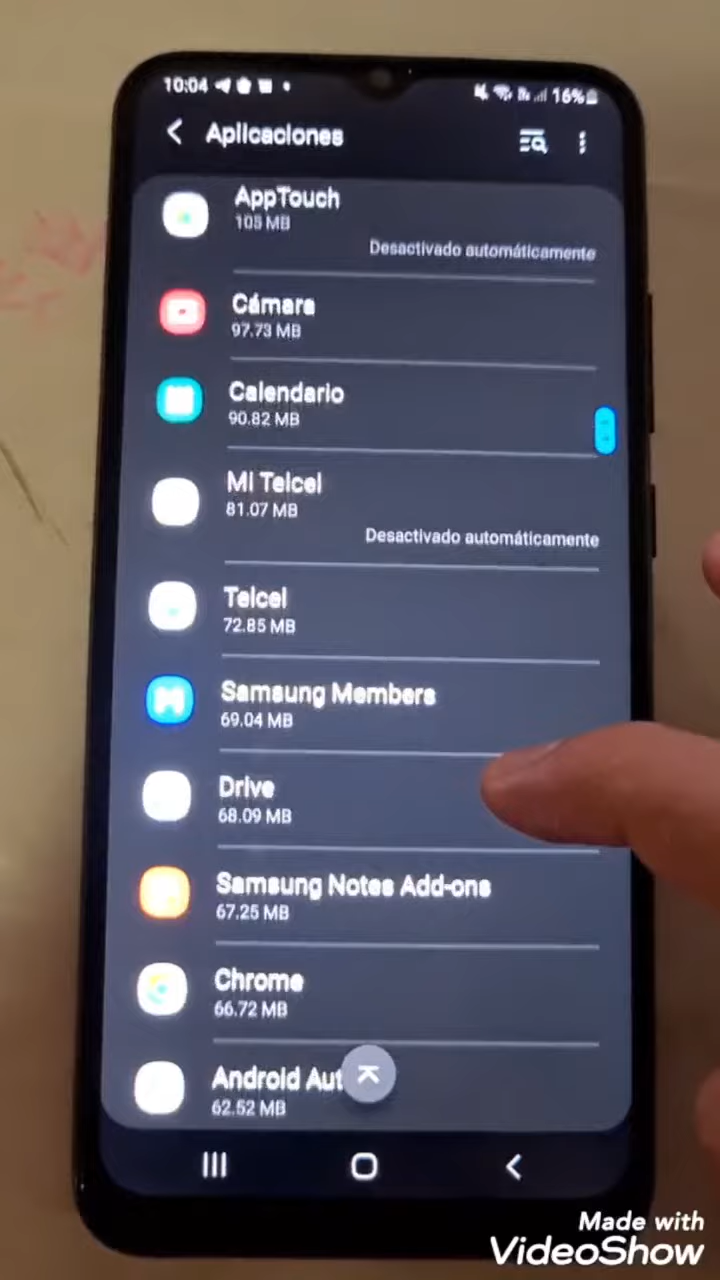 10:04
16%
Aplicaciones
AppTouch
105 MB
Desactivado automáticamente
Cámara
97.73 MB
Calendario
90.82 MB
Mi Telcel
81.07 MB
Desactivado automáticamente
Telcel
72.85 MB
Samsung Members
69.04 MB
Drive
68.09 MB
Samsung Notes Add-ons
67.25 MB
Chrome
66.72 MB
Android Aut
62.52 MB
Made with
VideoShow